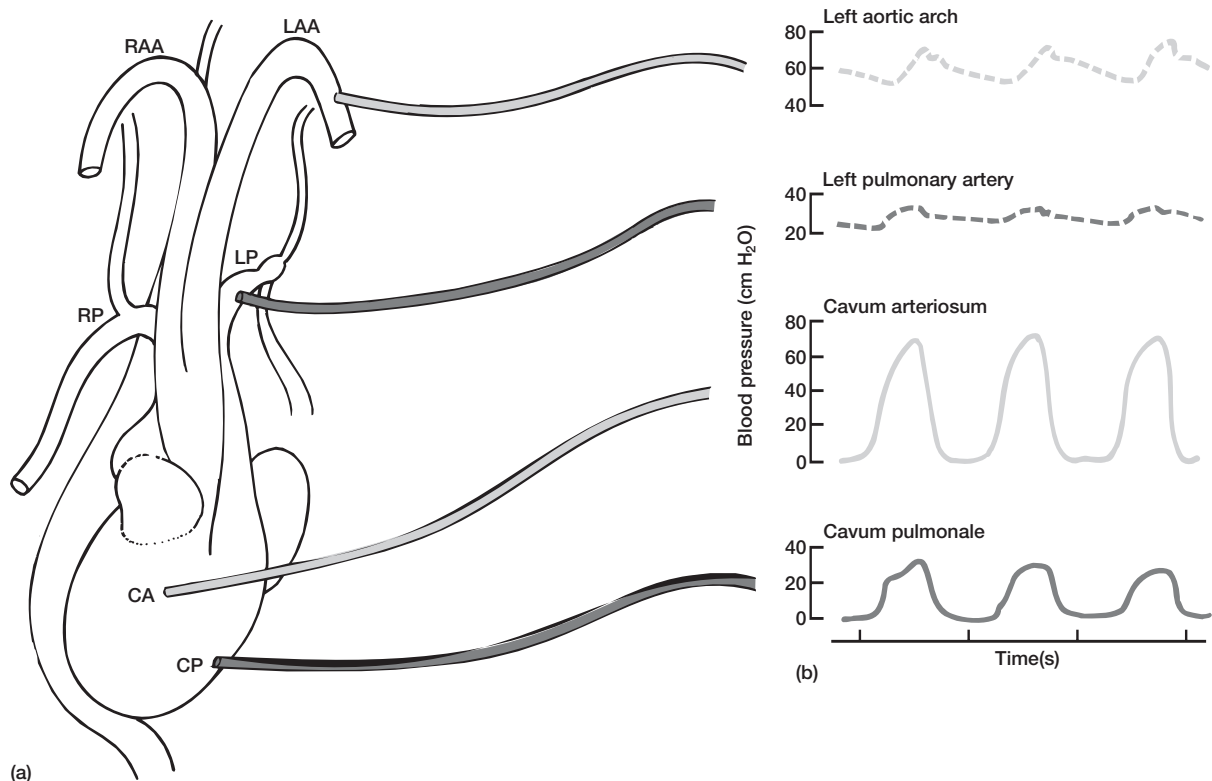 RAA
LAA
LP
RP
CA
CP
(a)
Left aortic arch
80
60
40
Left pulmonary artery
40
20
Blood pressure (cm H₂O)
Cavum arteriosum
80
60
40
20
0
Cavum pulmonale
40
20
0
Time(s)
(b)